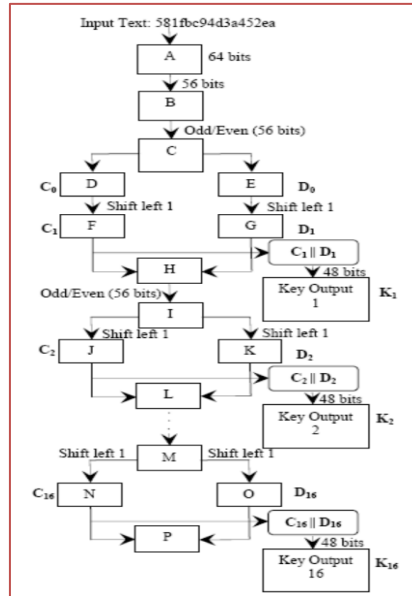 Input Text: 581fbc94d3a452ea
A
64 bits
56 bits
B
Odd/Even (56 bits)
C
C₀ D E D₀
Shift left 1 Shift left 1
C₁ F G D₁
C₁ || D₁
H
48 bits
Odd/Even (56 bits)
Key Output
1
K₁
I
Shift left 1 Shift left 1
C₂ J K D₂
C₂ || D₂
L
48 bits
Key Output
2
K₂
Shift left 1 M Shift left 1
C₁₆ N O D₁₆
C₁₆ || D₁₆
P
48 bits
Key Output
16
K₁₆